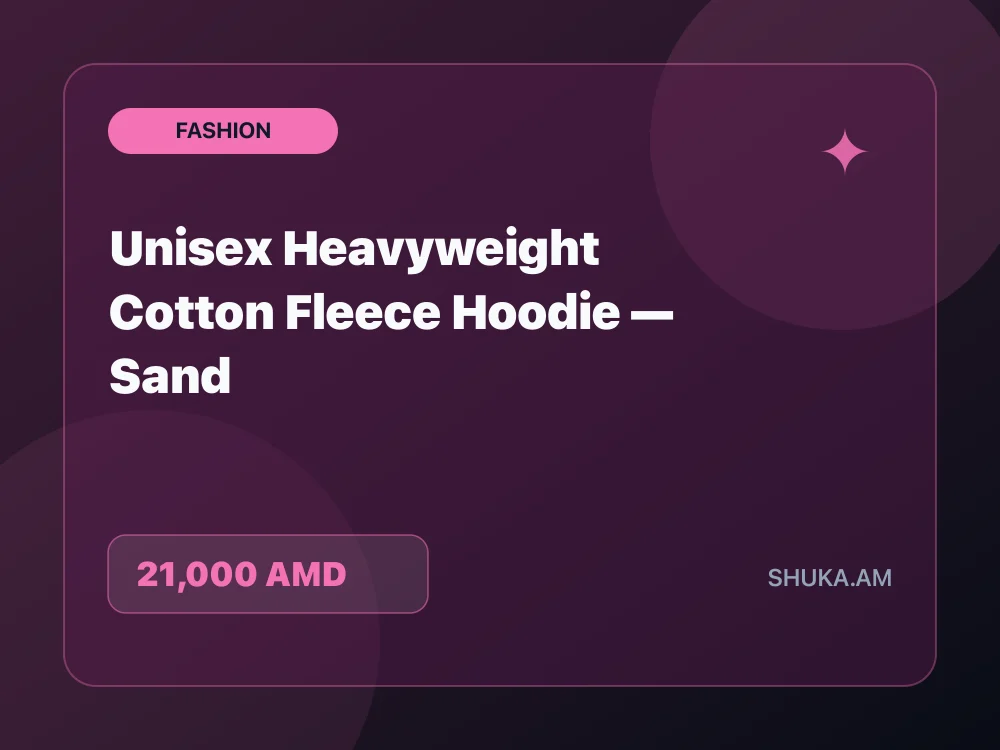 FASHION
Unisex Heavyweight
Cotton Fleece Hoodie —
Sand
21,000 AMD
SHUKA.AM